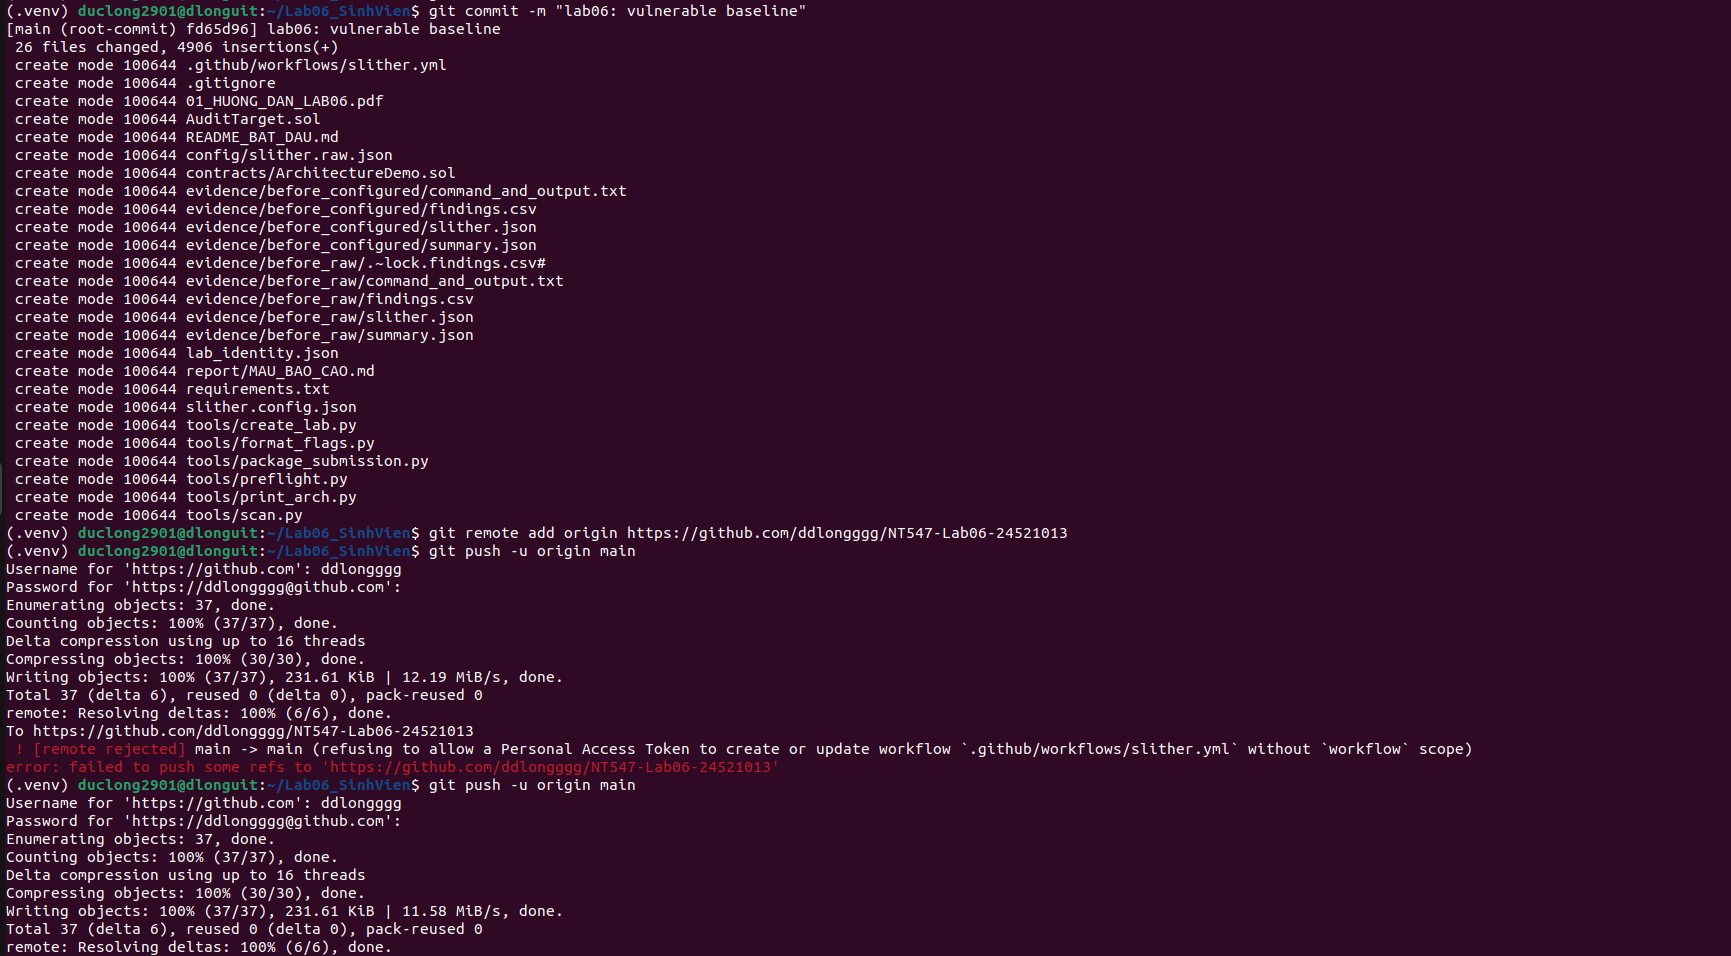 (.venv) duclong2901@dlonguit:~/Lab06_SinhVien$ git commit -m "lab06: vulnerable baseline"
[main (root-commit) fd65d96] lab06: vulnerable baseline
 26 files changed, 4906 insertions(+)
 create mode 100644 .github/workflows/slither.yml
 create mode 100644 .gitignore
 create mode 100644 01_HUONG_DAN_LAB06.pdf
 create mode 100644 AuditTarget.sol
 create mode 100644 README_BAT_DAU.md
 create mode 100644 config/slither.raw.json
 create mode 100644 contracts/ArchitectureDemo.sol
 create mode 100644 evidence/before_configured/command_and_output.txt
 create mode 100644 evidence/before_configured/findings.csv
 create mode 100644 evidence/before_configured/slither.json
 create mode 100644 evidence/before_configured/summary.json
 create mode 100644 evidence/before_raw/.~lock.findings.csv#
 create mode 100644 evidence/before_raw/command_and_output.txt
 create mode 100644 evidence/before_raw/findings.csv
 create mode 100644 evidence/before_raw/slither.json
 create mode 100644 evidence/before_raw/summary.json
 create mode 100644 lab_identity.json
 create mode 100644 report/MAU_BAO_CAO.md
 create mode 100644 requirements.txt
 create mode 100644 slither.config.json
 create mode 100644 tools/create_lab.py
 create mode 100644 tools/format_flags.py
 create mode 100644 tools/package_submission.py
 create mode 100644 tools/preflight.py
 create mode 100644 tools/print_arch.py
 create mode 100644 tools/scan.py
(.venv) duclong2901@dlonguit:~/Lab06_SinhVien$ git remote add origin https://github.com/ddlongggg/NT547-Lab06-24521013
(.venv) duclong2901@dlonguit:~/Lab06_SinhVien$ git push -u origin main
Username for 'https://github.com': ddlongggg
Password for 'https://ddlongggg@github.com':
Enumerating objects: 37, done.
Counting objects: 100% (37/37), done.
Delta compression using up to 16 threads
Compressing objects: 100% (30/30), done.
Writing objects: 100% (37/37), 231.61 KiB | 12.19 MiB/s, done.
Total 37 (delta 6), reused 0 (delta 0), pack-reused 0
remote: Resolving deltas: 100% (6/6), done.
To https://github.com/ddlongggg/NT547-Lab06-24521013
 ! [remote rejected] main -> main (refusing to allow a Personal Access Token to create or update workflow `.github/workflows/slither.yml` without `workflow` scope)
error: failed to push some refs to 'https://github.com/ddlongggg/NT547-Lab06-24521013'
(.venv) duclong2901@dlonguit:~/Lab06_SinhVien$ git push -u origin main
Username for 'https://github.com': ddlongggg
Password for 'https://ddlongggg@github.com':
Enumerating objects: 37, done.
Counting objects: 100% (37/37), done.
Delta compression using up to 16 threads
Compressing objects: 100% (30/30), done.
Writing objects: 100% (37/37), 231.61 KiB | 11.58 MiB/s, done.
Total 37 (delta 6), reused 0 (delta 0), pack-reused 0
remote: Resolving deltas: 100% (6/6), done.